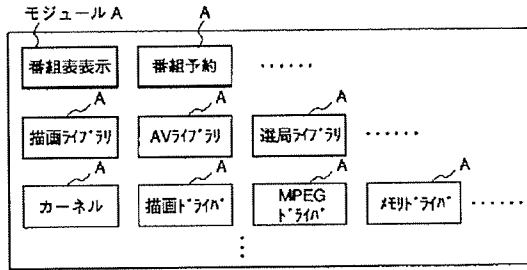 モジュール A
A
番組表表示 番組予約 ……
A A A
描画ﾗｲﾌﾞﾗﾘ AVﾗｲﾌﾞﾗﾘ 選局ﾗｲﾌﾞﾗﾘ ……
A A A A
カーネル 描画ﾄﾞﾗｲﾊﾞ MPEG
ﾄﾞﾗｲﾊﾞ ﾒﾓﾘﾄﾞﾗｲﾊﾞ ……